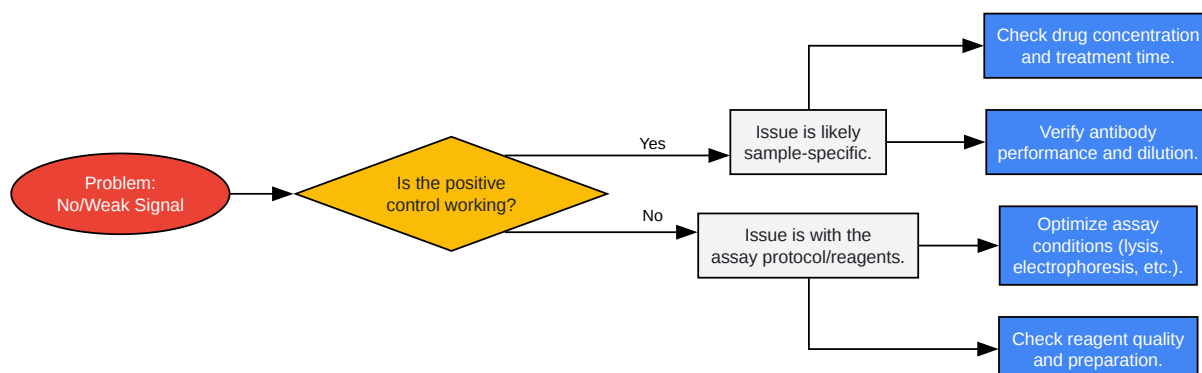 Problem:
No/Weak Signal
Is the positive
control working?
Yes
No
Issue is likely
sample-specific.
Issue is with the
assay protocol/reagents.
Check drug concentration
and treatment time.
Verify antibody
performance and dilution.
Optimize assay
conditions (lysis,
electrophoresis, etc.).
Check reagent quality
and preparation.